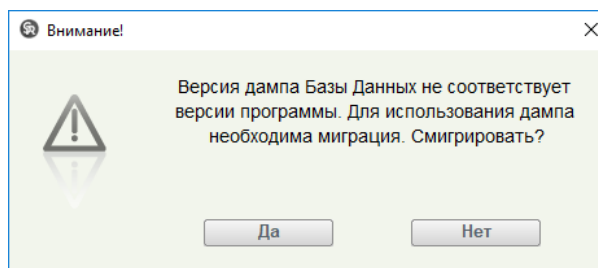 Внимание!
Версия дампа Базы Данных не соответствует
версии программы. Для использования дампа
необходима миграция. Смигрировать?
Да Нет